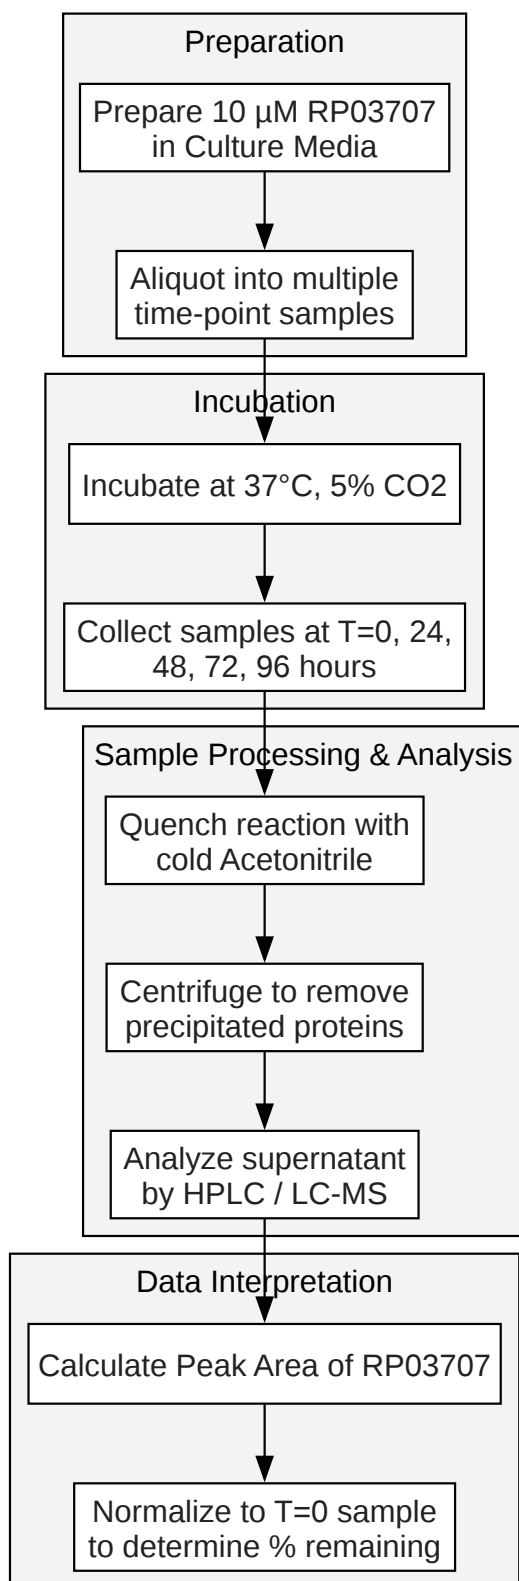 Preparation
Prepare 10 µM RP03707
in Culture Media
Aliquot into multiple
time-point samples
Incubation
Incubate at 37°C, 5% CO2
Collect samples at T=0, 24,
48, 72, 96 hours
Sample Processing & Analysis
Quench reaction with
cold Acetonitrile
Centrifuge to remove
precipitated proteins
Analyze supernatant
by HPLC / LC-MS
Data Interpretation
Calculate Peak Area of RP03707
Normalize to T=0 sample
to determine % remaining